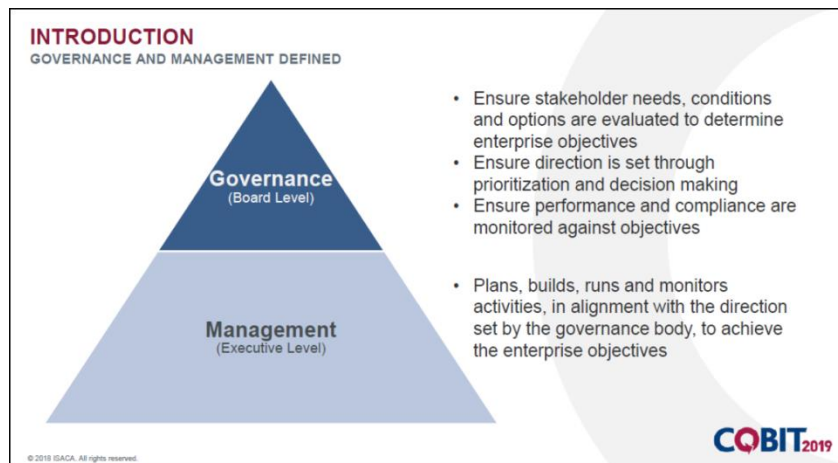 INTRODUCTION
GOVERNANCE AND MANAGEMENT DEFINED
Governance
(Board Level)
Management
(Executive Level)
• Ensure stakeholder needs, conditions
and options are evaluated to determine
enterprise objectives
• Ensure direction is set through
prioritization and decision making
• Ensure performance and compliance are
monitored against objectives
• Plans, builds, runs and monitors
activities, in alignment with the direction
set by the governance body, to achieve
the enterprise objectives
© 2018 ISACA. All rights reserved.
COBIT2019